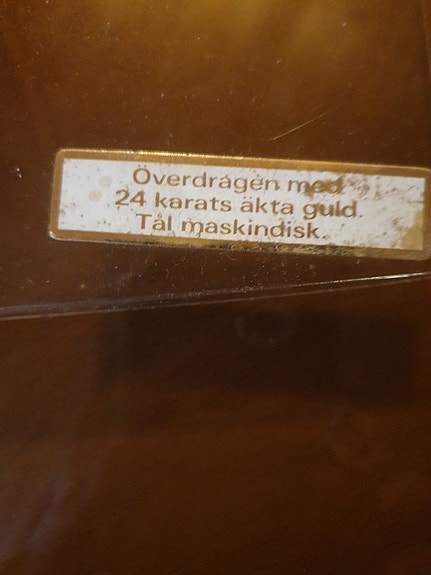 Överdragen med
24 karats äkta guld.
Tål maskindisk.